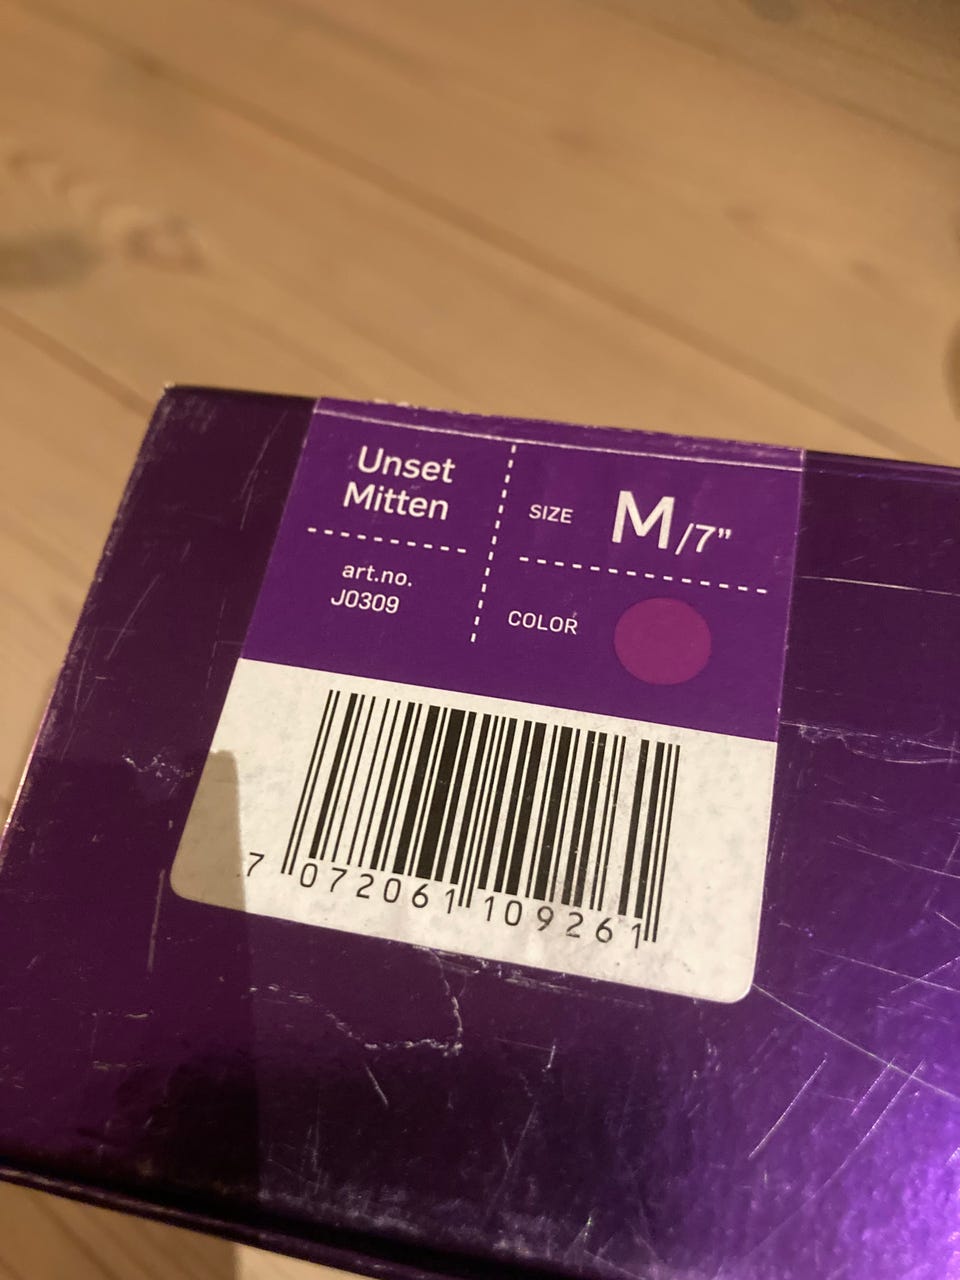 Unset
Mitten
art.no.
J0309
SIZE M/7”
COLOR
7 072061 109261